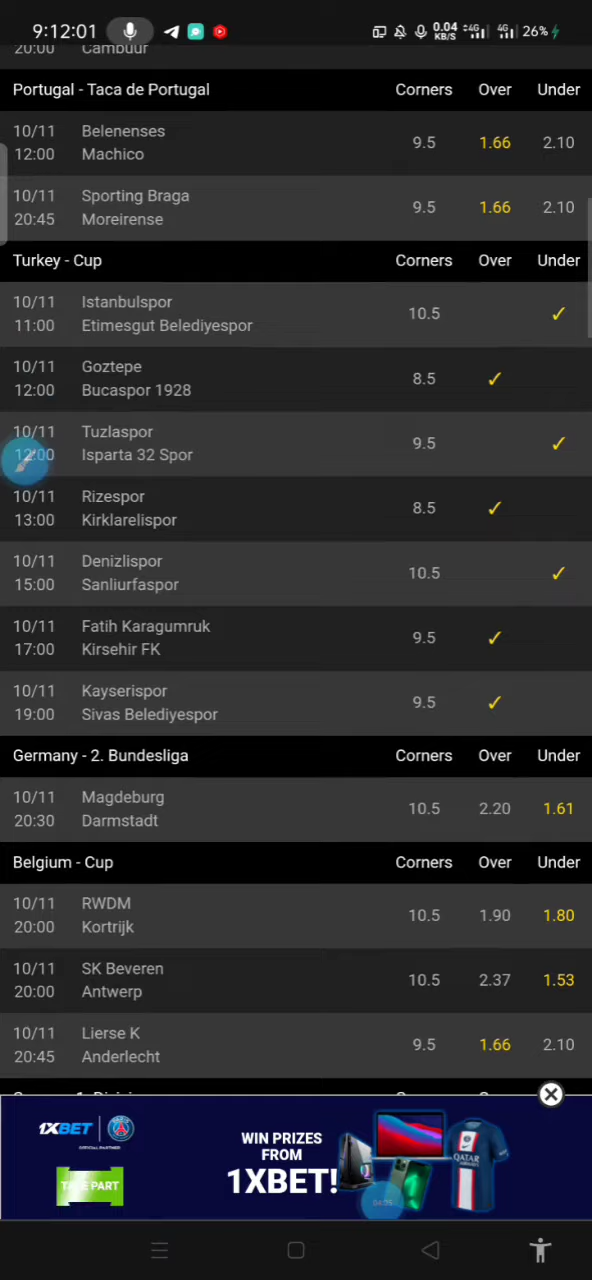 9:12:01 0.04 KB/S 4G 4G 26%
20:00 Cambuur
Portugal - Taca de Portugal Corners Over Under
10/11 Belenenses
12:00 Machico 9.5 1.66 2.10
10/11 Sporting Braga
20:45 Moreirense 9.5 1.66 2.10
Turkey - Cup Corners Over Under
10/11 Istanbulspor
11:00 Etimesgut Belediyespor 10.5 ✓
10/11 Goztepe
12:00 Bucaspor 1928 8.5 ✓
10/11 Tuzlaspor
12:00 Isparta 32 Spor 9.5 ✓
10/11 Rizespor
13:00 Kirklarelispor 8.5 ✓
10/11 Denizlispor
15:00 Sanliurfaspor 10.5 ✓
10/11 Fatih Karagumruk
17:00 Kirsehir FK 9.5 ✓
10/11 Kayserispor
19:00 Sivas Belediyespor 9.5 ✓
Germany - 2. Bundesliga Corners Over Under
10/11 Magdeburg
20:30 Darmstadt 10.5 2.20 1.61
Belgium - Cup Corners Over Under
10/11 RWDM
20:00 Kortrijk 10.5 1.90 1.80
10/11 SK Beveren
20:00 Antwerp 10.5 2.37 1.53
10/11 Lierse K
20:45 Anderlecht 9.5 1.66 2.10
1XBET
OFFICIAL PARTNER
TAKE PART
WIN PRIZES
FROM
1XBET!
QATAR